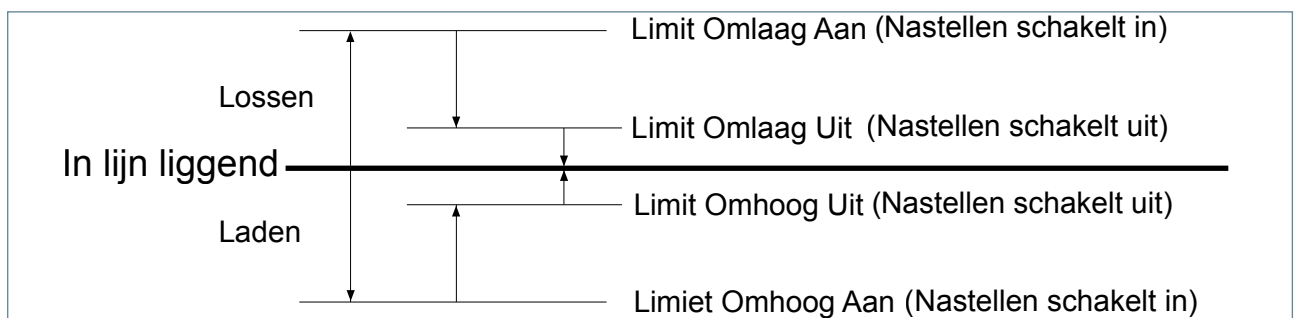 Limit Omlaag Aan (Nastellen schakelt in)
Lossen
Limit Omlaag Uit (Nastellen schakelt uit)
In lijn liggend
Limit Omhoog Uit (Nastellen schakelt uit)
Laden
Limiet Omhoog Aan (Nastellen schakelt in)